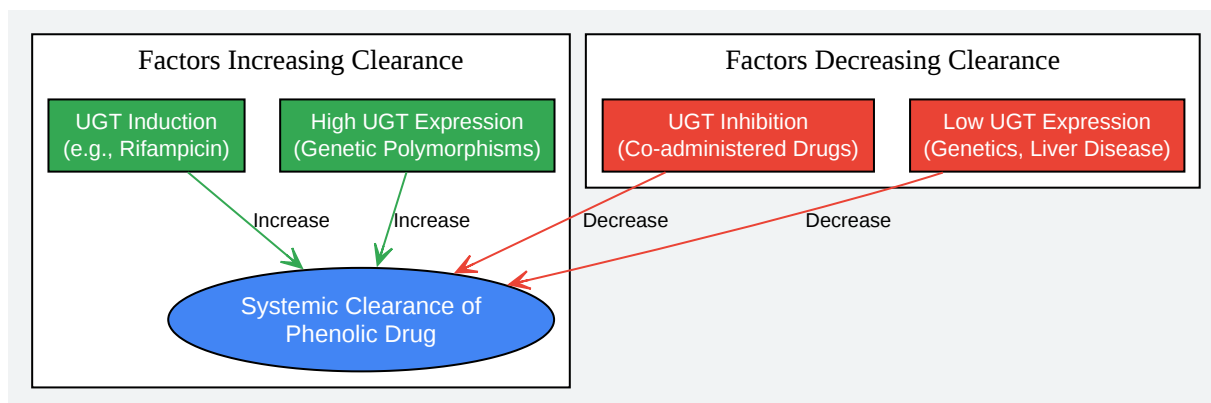 Factors Increasing Clearance
UGT Induction
(e.g., Rifampicin)
High UGT Expression
(Genetic Polymorphisms)
Factors Decreasing Clearance
UGT Inhibition
(Co-administered Drugs)
Low UGT Expression
(Genetics, Liver Disease)
Increase
Increase
Decrease
Decrease
Systemic Clearance of
Phenolic Drug